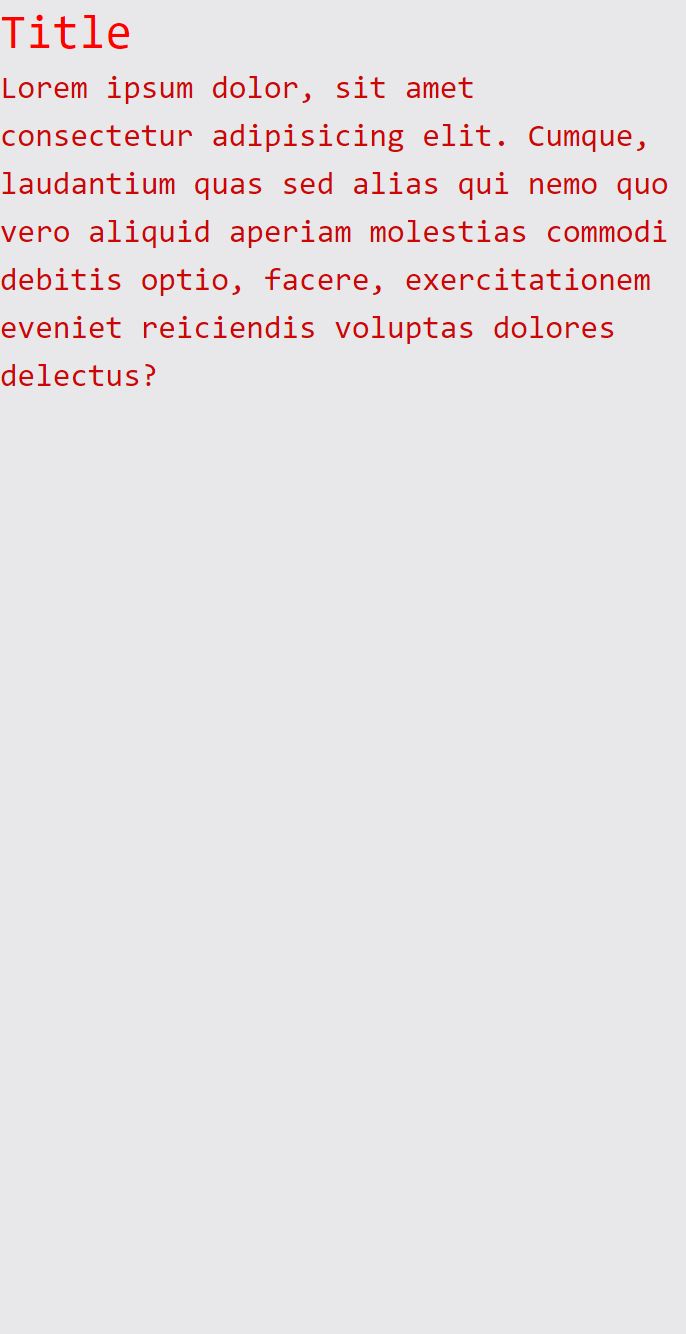 Title
Lorem ipsum dolor, sit amet
consectetur adipisicing elit. Cumque,
laudantium quas sed alias qui nemo quo
vero aliquid aperiam molestias commodi
debitis optio, facere, exercitationem
eveniet reiciendis voluptas dolores
delectus?